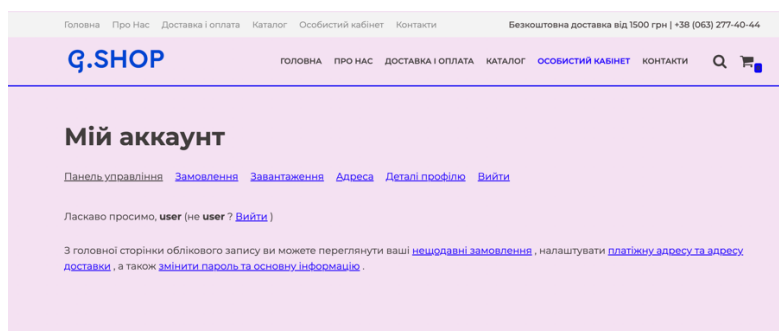 Головна Про Нас Доставка і оплата Каталог Особистий кабінет Контакти Безкоштовна доставка від 1500 грн | +38 (063) 277-40-44
G.SHOP ГОЛОВНА ПРО НАС ДОСТАВКА І ОПЛАТА КАТАЛОГ ОСОБИСТИЙ КАБІНЕТ КОНТАКТИ
Мій аккаунт
Панель управління Замовлення Завантаження Адреса Деталі профілю Вийти
Ласкаво просимо, user (не user ? Вийти )
З головної сторінки облікового запису ви можете переглянути ваші нещодавні замовлення , налаштувати платіжну адресу та адресу
доставки , а також змінити пароль та основну інформацію .